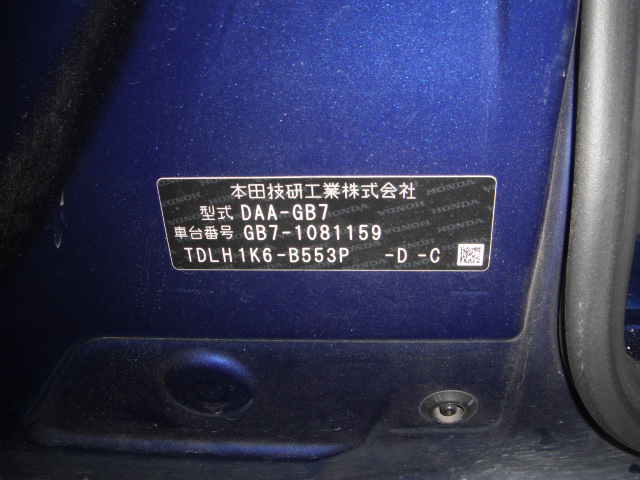 本田技研工業株式会社
型式 DAA-GB7
車台番号 GB7-1081159
TDLH1K6-B553P -D -C